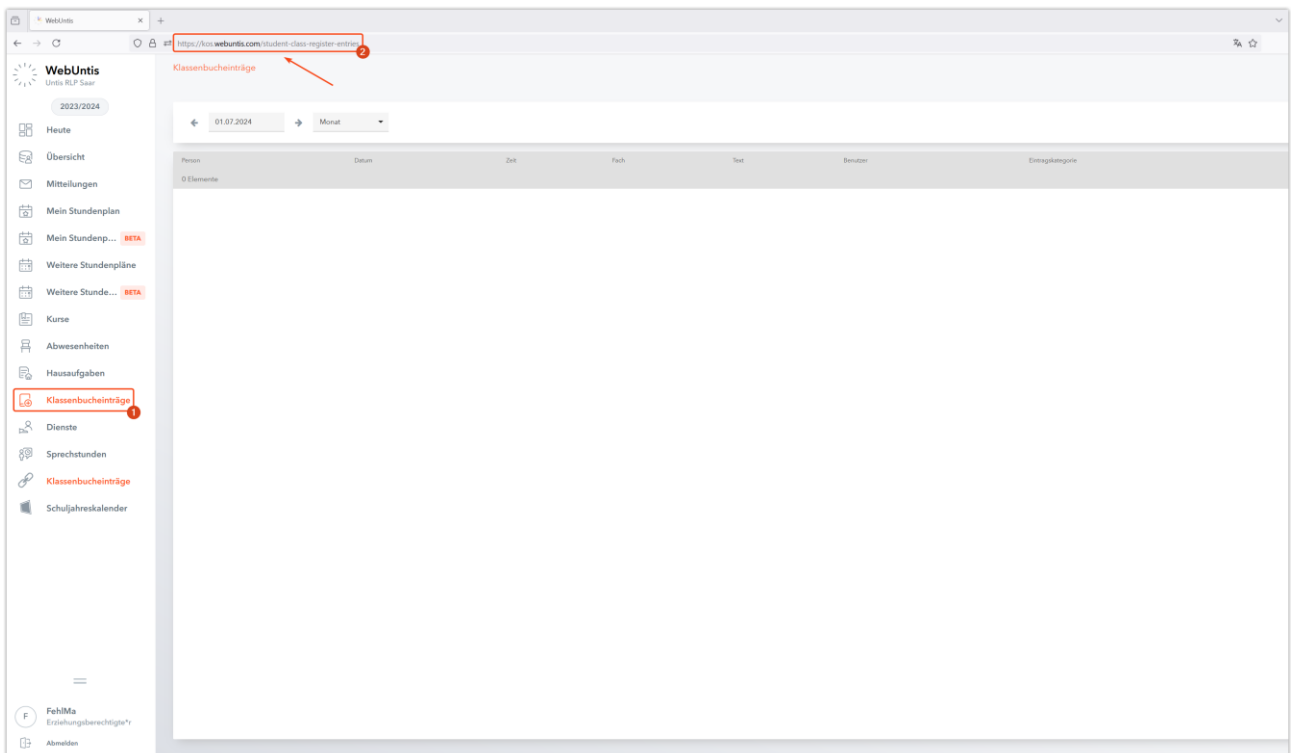 WebUntis
https://kos.webuntis.com/student-class-register-entries
2
WebUntis
Untis RLP Saar
Klassenbucheinträge
2023/2024
01.07.2024
Monat
Heute
Übersicht
Mitteilungen
Mein Stundenplan
Mein Stundenp... BETA
Weitere Stundenpläne
Weitere Stunde... BETA
Kurse
Abwesenheiten
Hausaufgaben
Klassenbucheinträge
1
Dienste
Sprechstunden
Klassenbucheinträge
Schuljahreskalender
Person Datum Zeit Fach Text Benutzer Eintragskategorie
0 Elemente
F
FehlMa
Erziehungsberechtigte*r
Abmelden